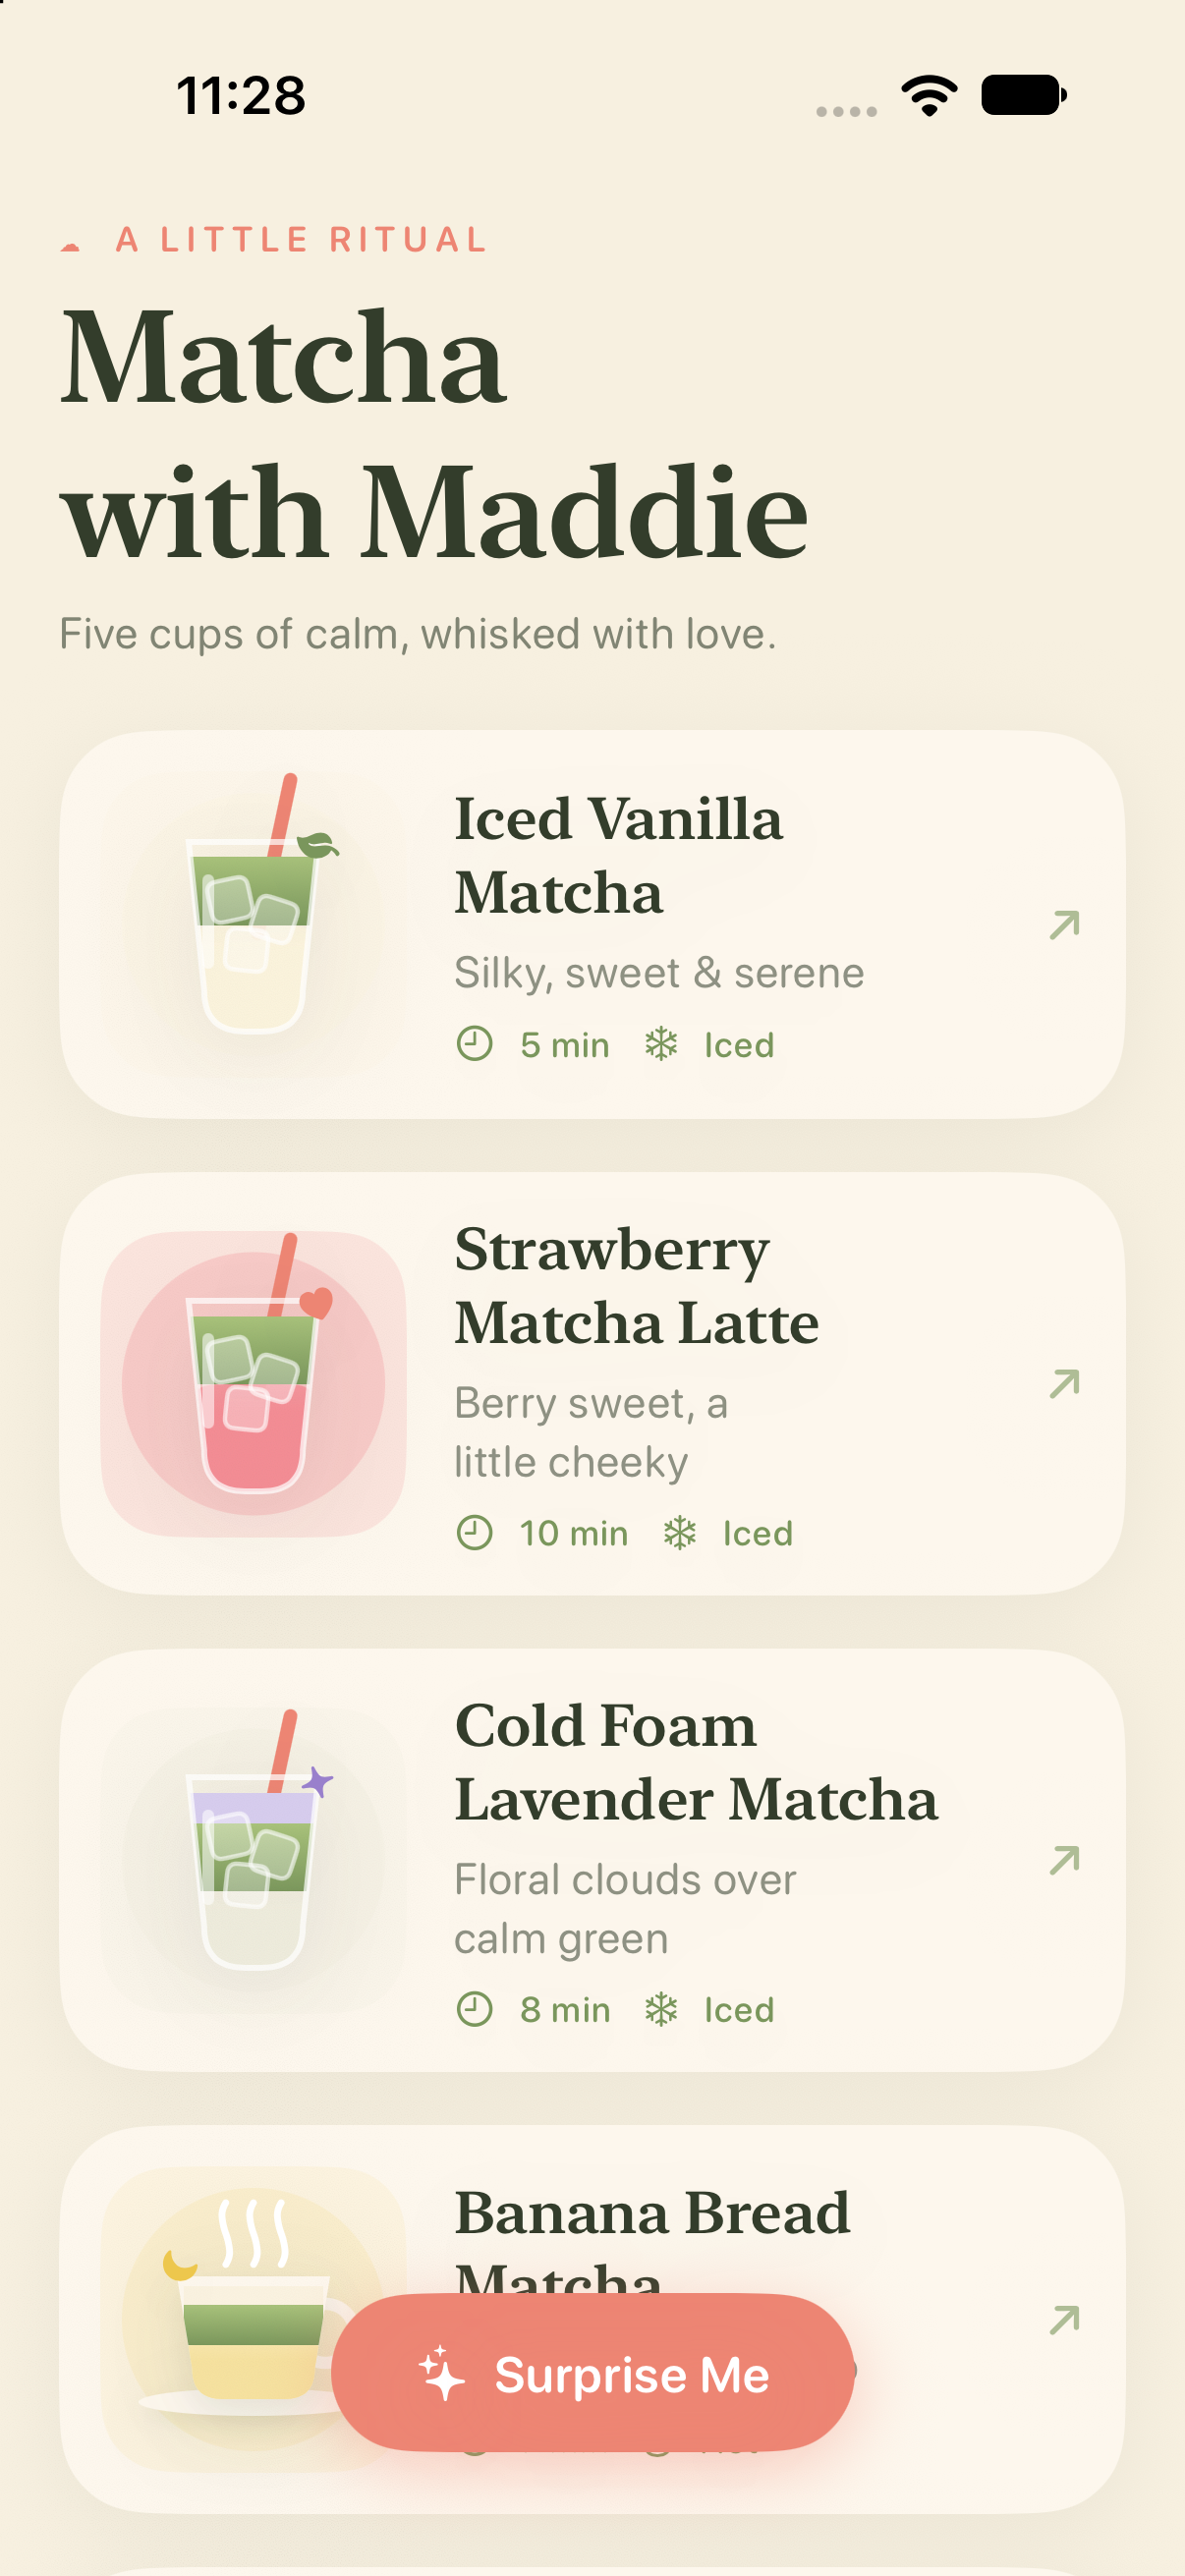 11:28
A LITTLE RITUAL
Matcha
with Maddie
Five cups of calm, whisked with love.
Iced Vanilla
Matcha
Silky, sweet & serene
5 min Iced
Strawberry
Matcha Latte
Berry sweet, a
little cheeky
10 min Iced
Cold Foam
Lavender Matcha
Floral clouds over
calm green
8 min Iced
Banana Bread
Matcha
Surprise Me